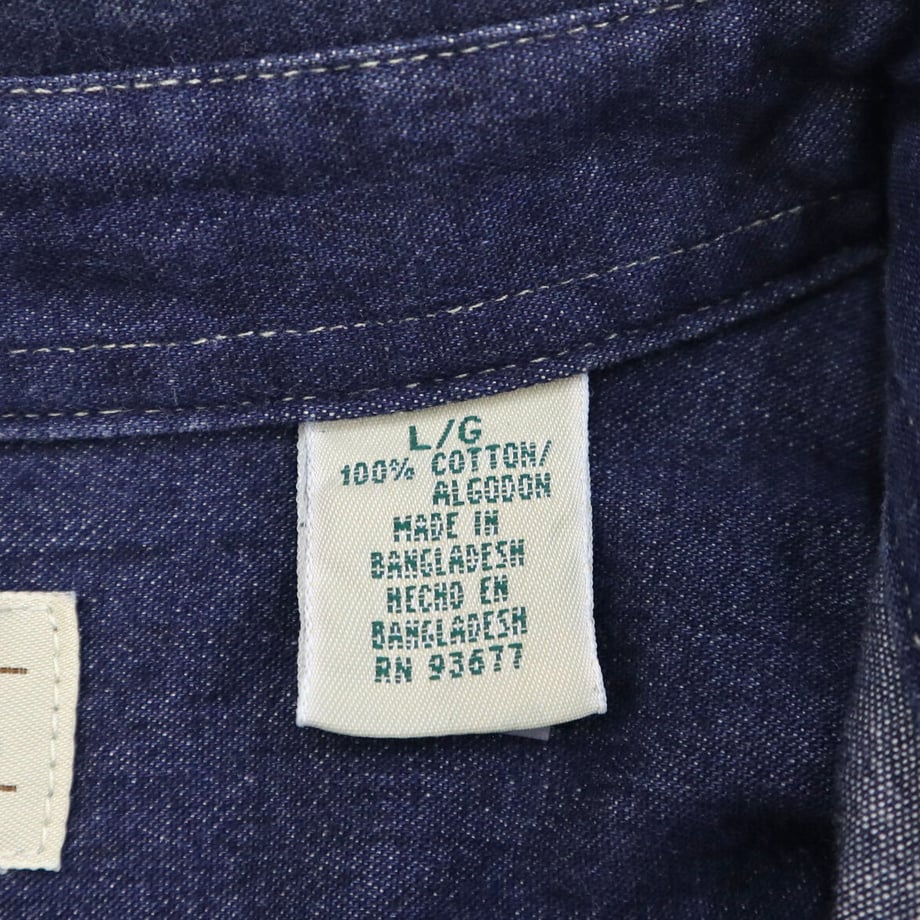 L/G
100% COTTON/
ALGODON
MADE IN
BANGLADESH
HECHO EN
BANGLADESH
RN 93677